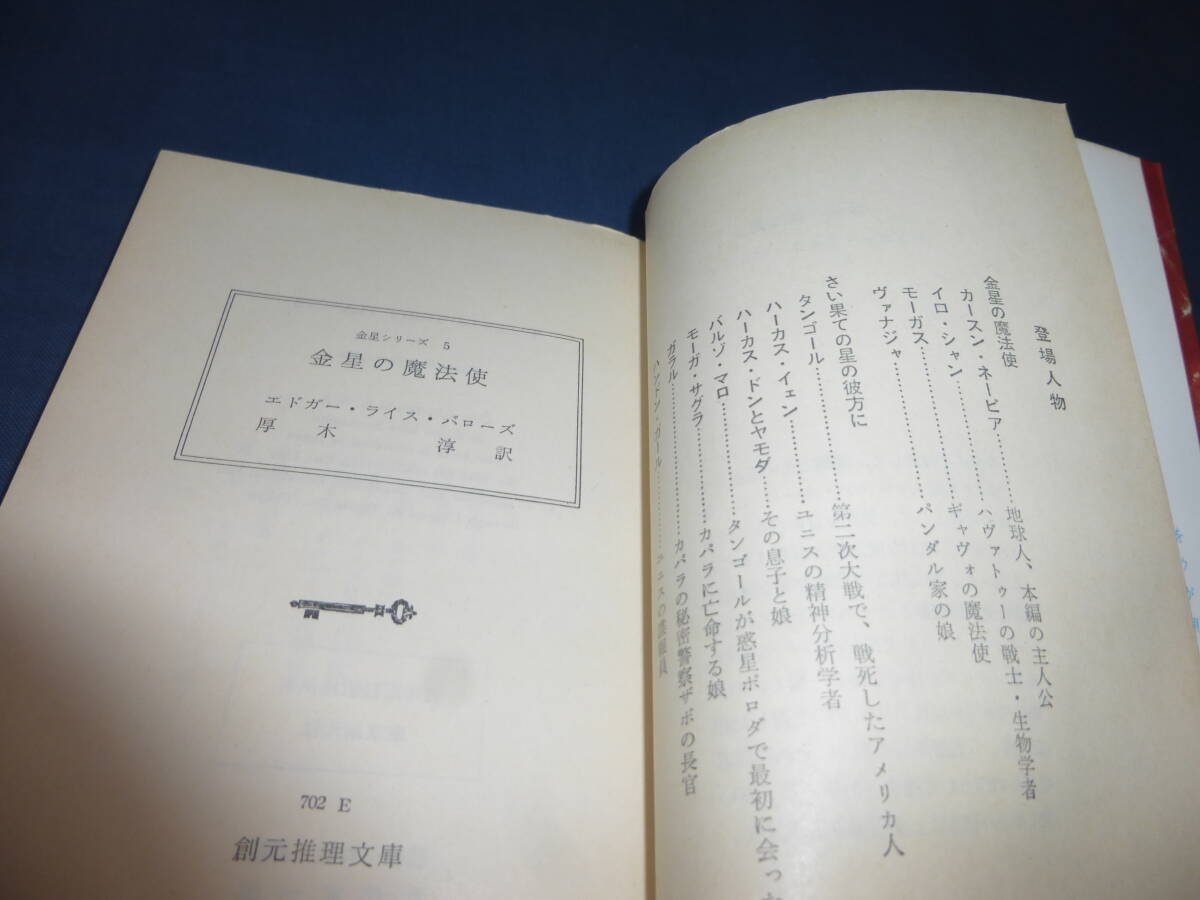 登場人物
金星の魔法使
カースン・ネーピア………地球人、本編の主人公
イロ・シャン………ハヴァトゥーの戦士・生物学者
モーガス………ギャヴォの魔法使
ヴァナジャ………パンダル家の娘
さい果ての星の彼方に
タンゴール………第二次大戦で、戦死したアメリカ人
ハーカス・イェン………ユニスの精神分析学者
ハーカス・ドンとヤモダ………その息子と娘
バルゾ・マロ………タンゴールが惑星ポロダで最初に会った
モーガ・サグラ………カパラに亡命する娘
ガラル………カパラの秘密警察ザボの長官
金星シリーズ 5
金星の魔法使
エドガー・ライス・バローズ
厚木 淳 訳
702 E
創元推理文庫